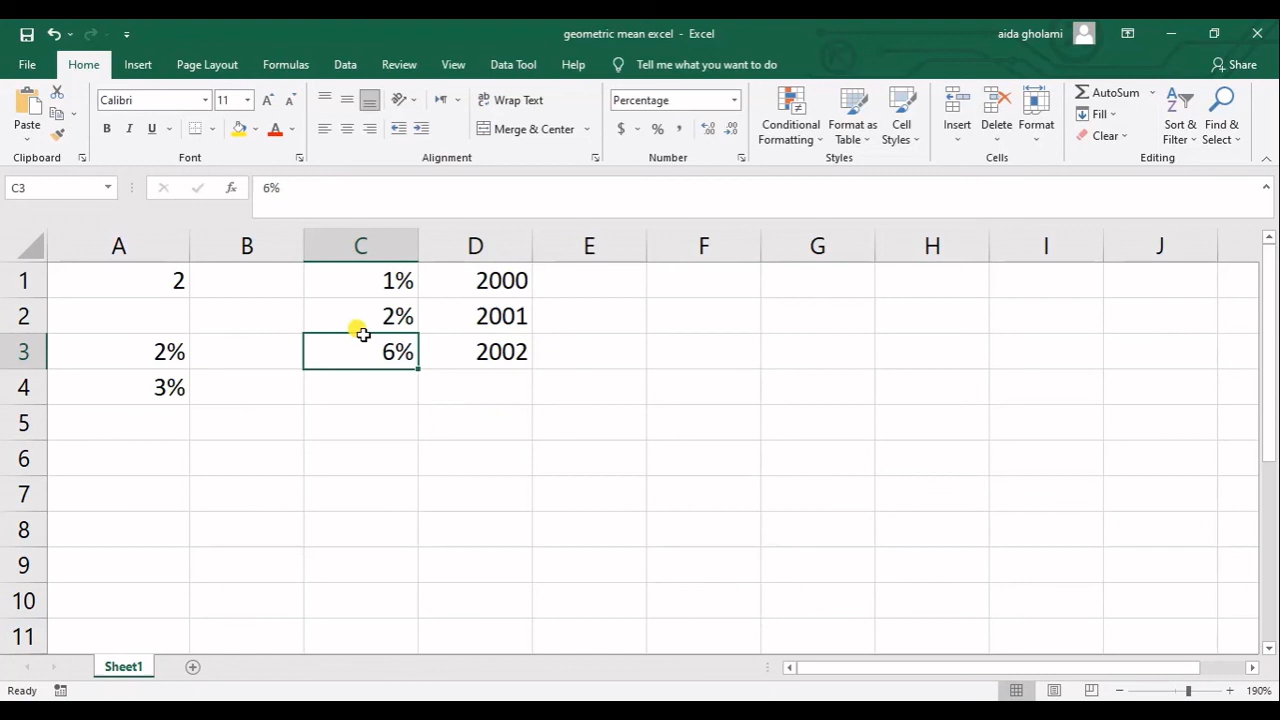 geometric mean excel - Excel
aida gholami
File Home Insert Page Layout Formulas Data Review View Data Tool Help Tell me what you want to do Share
Calibri 11 Wrap Text Percentage AutoSum
Fill
Paste B I U Merge & Center $ % Conditional Formatting Format as Table Cell Styles Insert Delete Format Clear Sort & Filter Find & Select
Clipboard Font Alignment Number Styles Cells Editing
C3 fx 6%
A B C D E F G H I J
1 2 1% 2000
2 2% 2001
3 2% 6% 2002
4 3%
5
6
7
8
9
10
11
Sheet1
Ready 190%